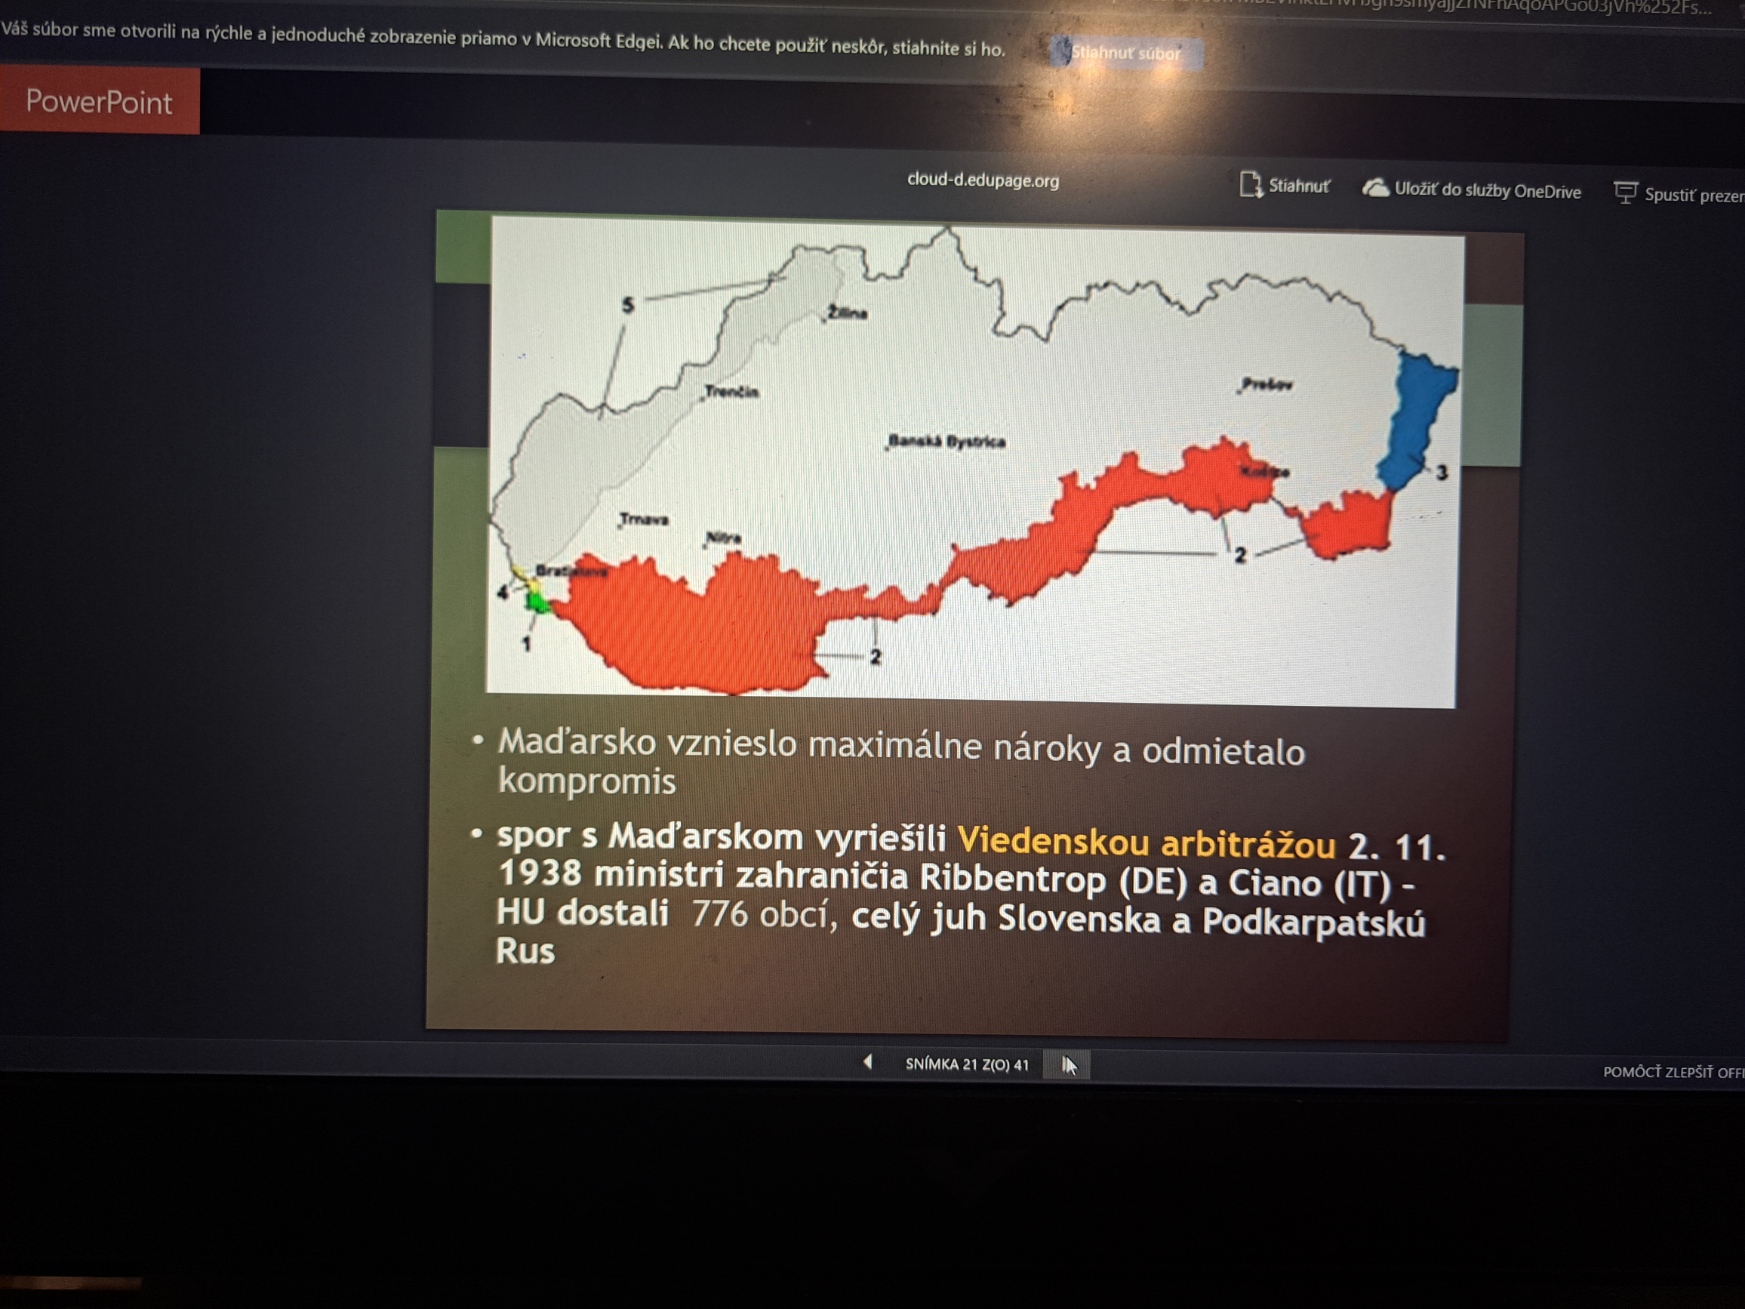 Váš súbor sme otvorili na rýchle a jednoduché zobrazenie priamo v Microsoft Edgei. Ak ho chcete použiť neskôr, stiahnite si ho.
Stiahnuť súbor
PowerPoint
cloud-d.edupage.org
Stiahnuť
Uložiť do služby OneDrive
Spustiť prezen
5
Žilina
Trenčín
Prešov
Banská Bystrica
Košice
3
Trnava
Nitra
2
Bratislava
4
1
2
• Maďarsko vznieslo maximálne nároky a odmietalo
kompromis
• spor s Maďarskom vyriešili Viedenskou arbitrážou 2. 11.
1938 ministri zahraničia Ribbentrop (DE) a Ciano (IT) -
HU dostali 776 obcí, celý juh Slovenska a Podkarpatskú
Rus
SNÍMKA 21 Z(O) 41
POMÔCŤ ZLEPŠIŤ OFFI